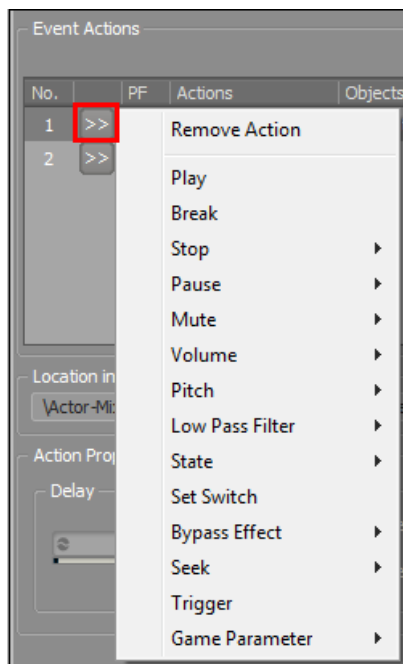 Event Actions
No. PF Actions Objects
1 >>
2 >>
Remove Action
Play
Break
Stop
Pause
Mute
Volume
Pitch
Low Pass Filter
State
Set Switch
Bypass Effect
Seek
Trigger
Game Parameter
Location in
\Actor-Mi
Action Prop
Delay